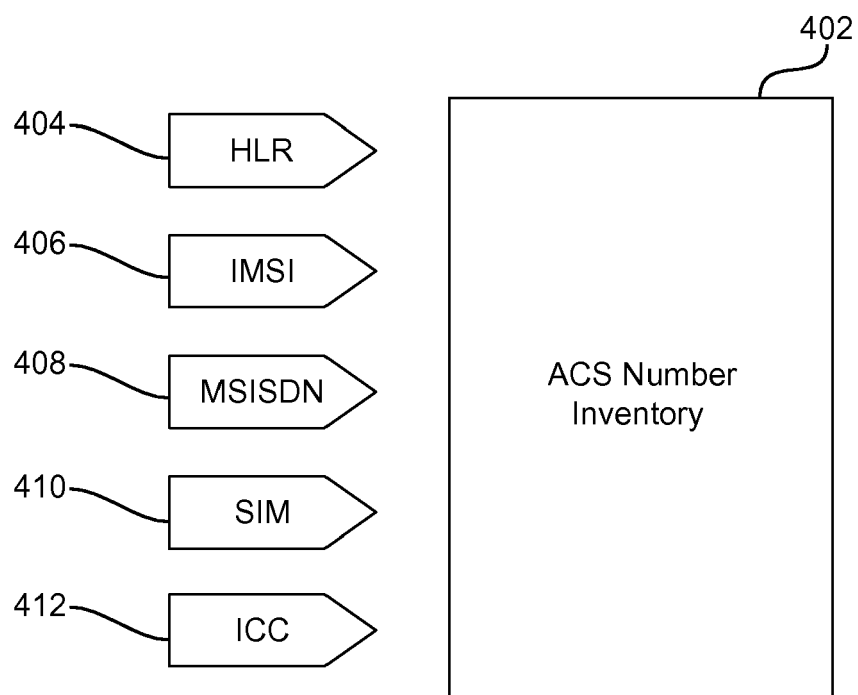 402
404
HLR
406
IMSI
408
MSISDN
ACS Number
Inventory
410
SIM
412
ICC